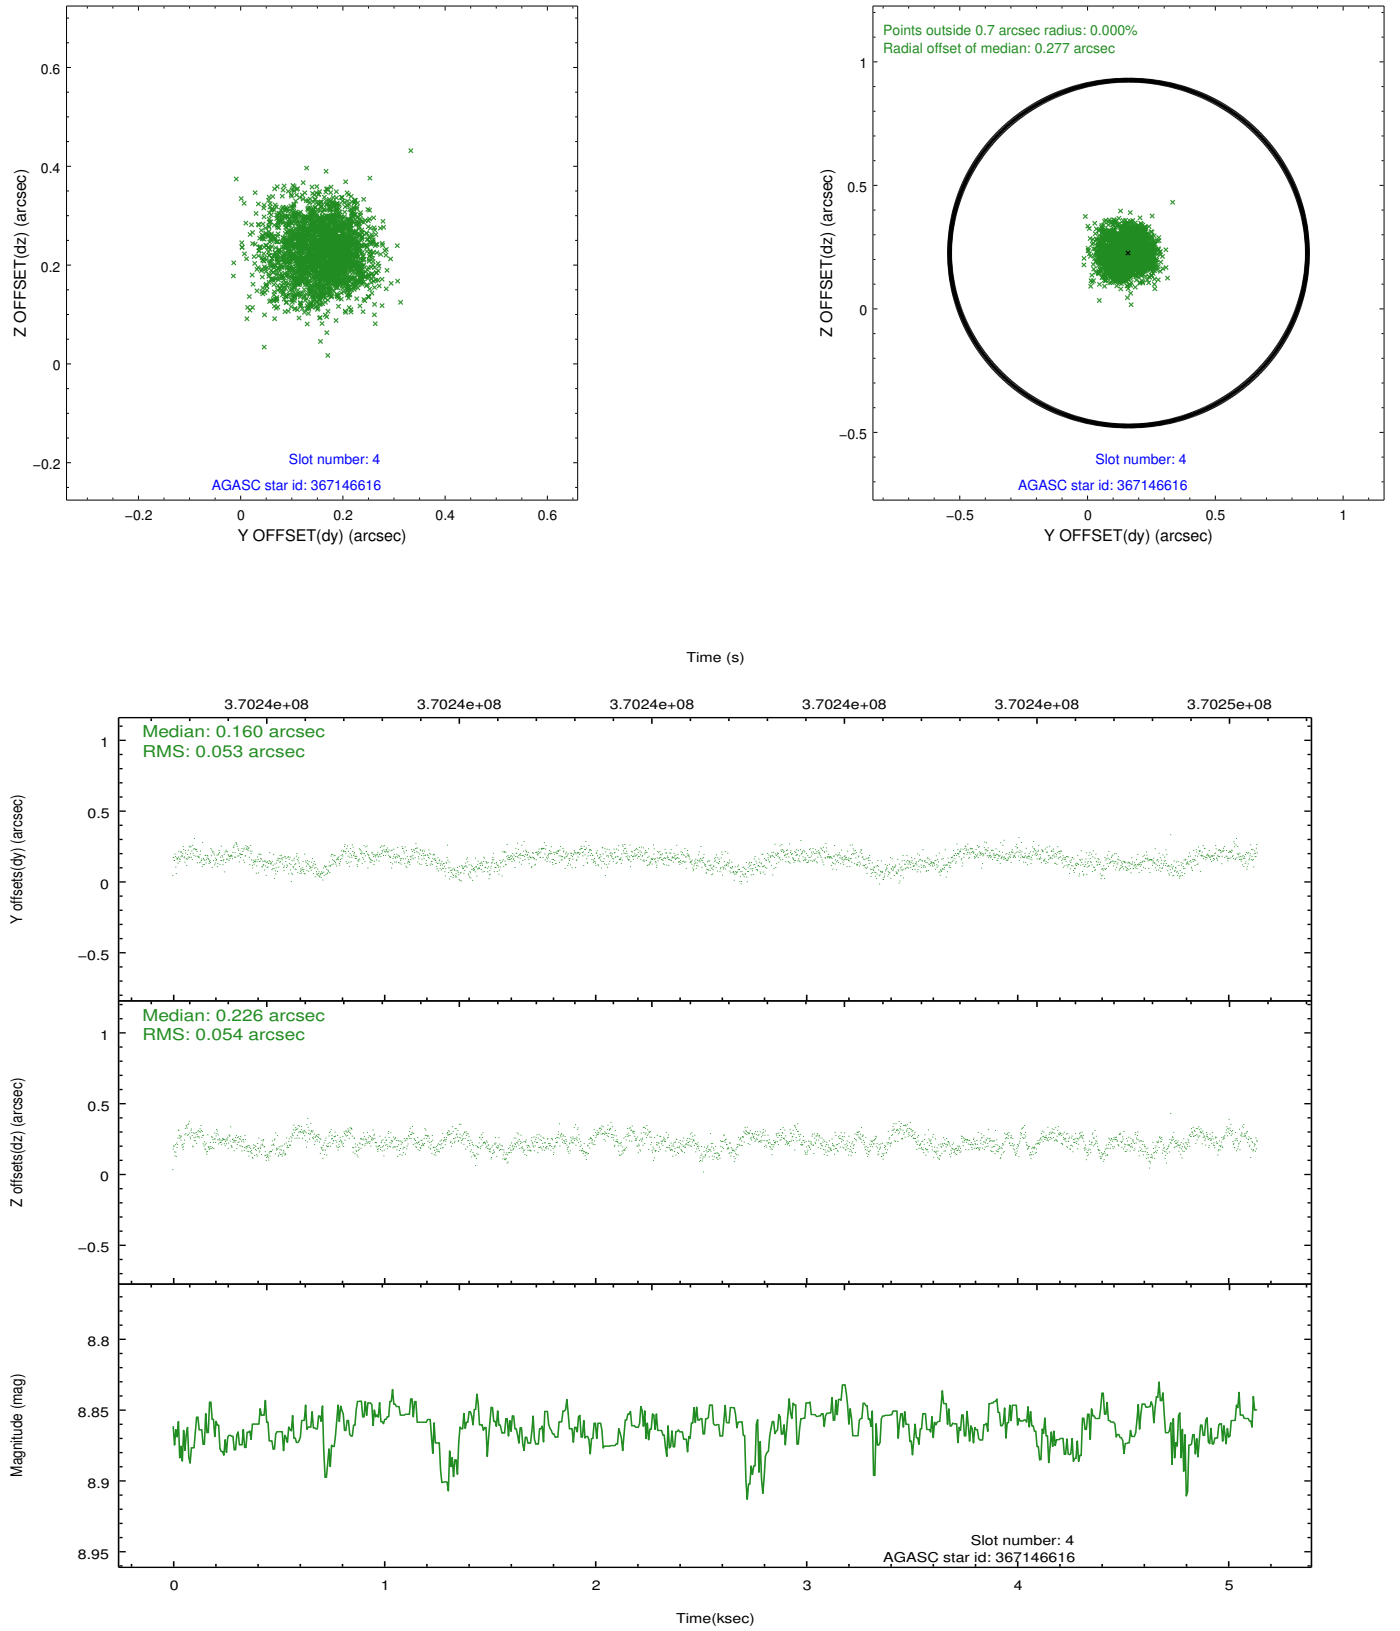 0.6
0.4
0.2
0
−0.2
Z OFFSET(dz) (arcsec)
Slot number: 4
AGASC star id: 367146616
−0.2 0 0.2 0.4 0.6
Y OFFSET(dy) (arcsec)
Points outside 0.7 arcsec radius: 0.000%
Radial offset of median: 0.277 arcsec
1
0.5
0
−0.5
Z OFFSET(dz) (arcsec)
Slot number: 4
AGASC star id: 367146616
−0.5 0 0.5 1
Y OFFSET(dy) (arcsec)
Time (s)
3.7024e+08 3.7024e+08 3.7024e+08 3.7024e+08 3.7024e+08 3.7025e+08
Median: 0.160 arcsec
RMS: 0.053 arcsec
1
0.5
0
−0.5
Y offsets(dy) (arcsec)
Median: 0.226 arcsec
RMS: 0.054 arcsec
1
0.5
0
−0.5
Z offsets(dz) (arcsec)
8.8
8.85
8.9
8.95
Magnitude (mag)
Slot number: 4
AGASC star id: 367146616
0 1 2 3 4 5
Time(ksec)